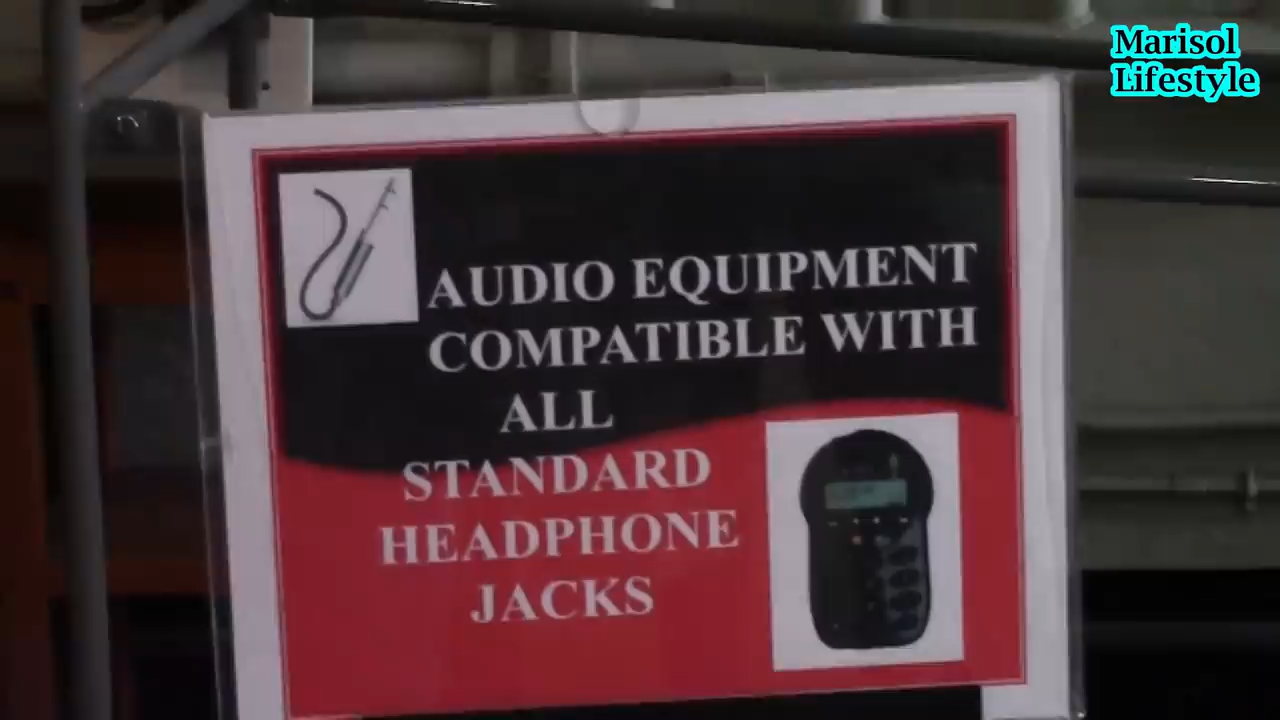 Marisol
Lifestyle
AUDIO EQUIPMENT
COMPATIBLE WITH
ALL
STANDARD
HEADPHONE
JACKS